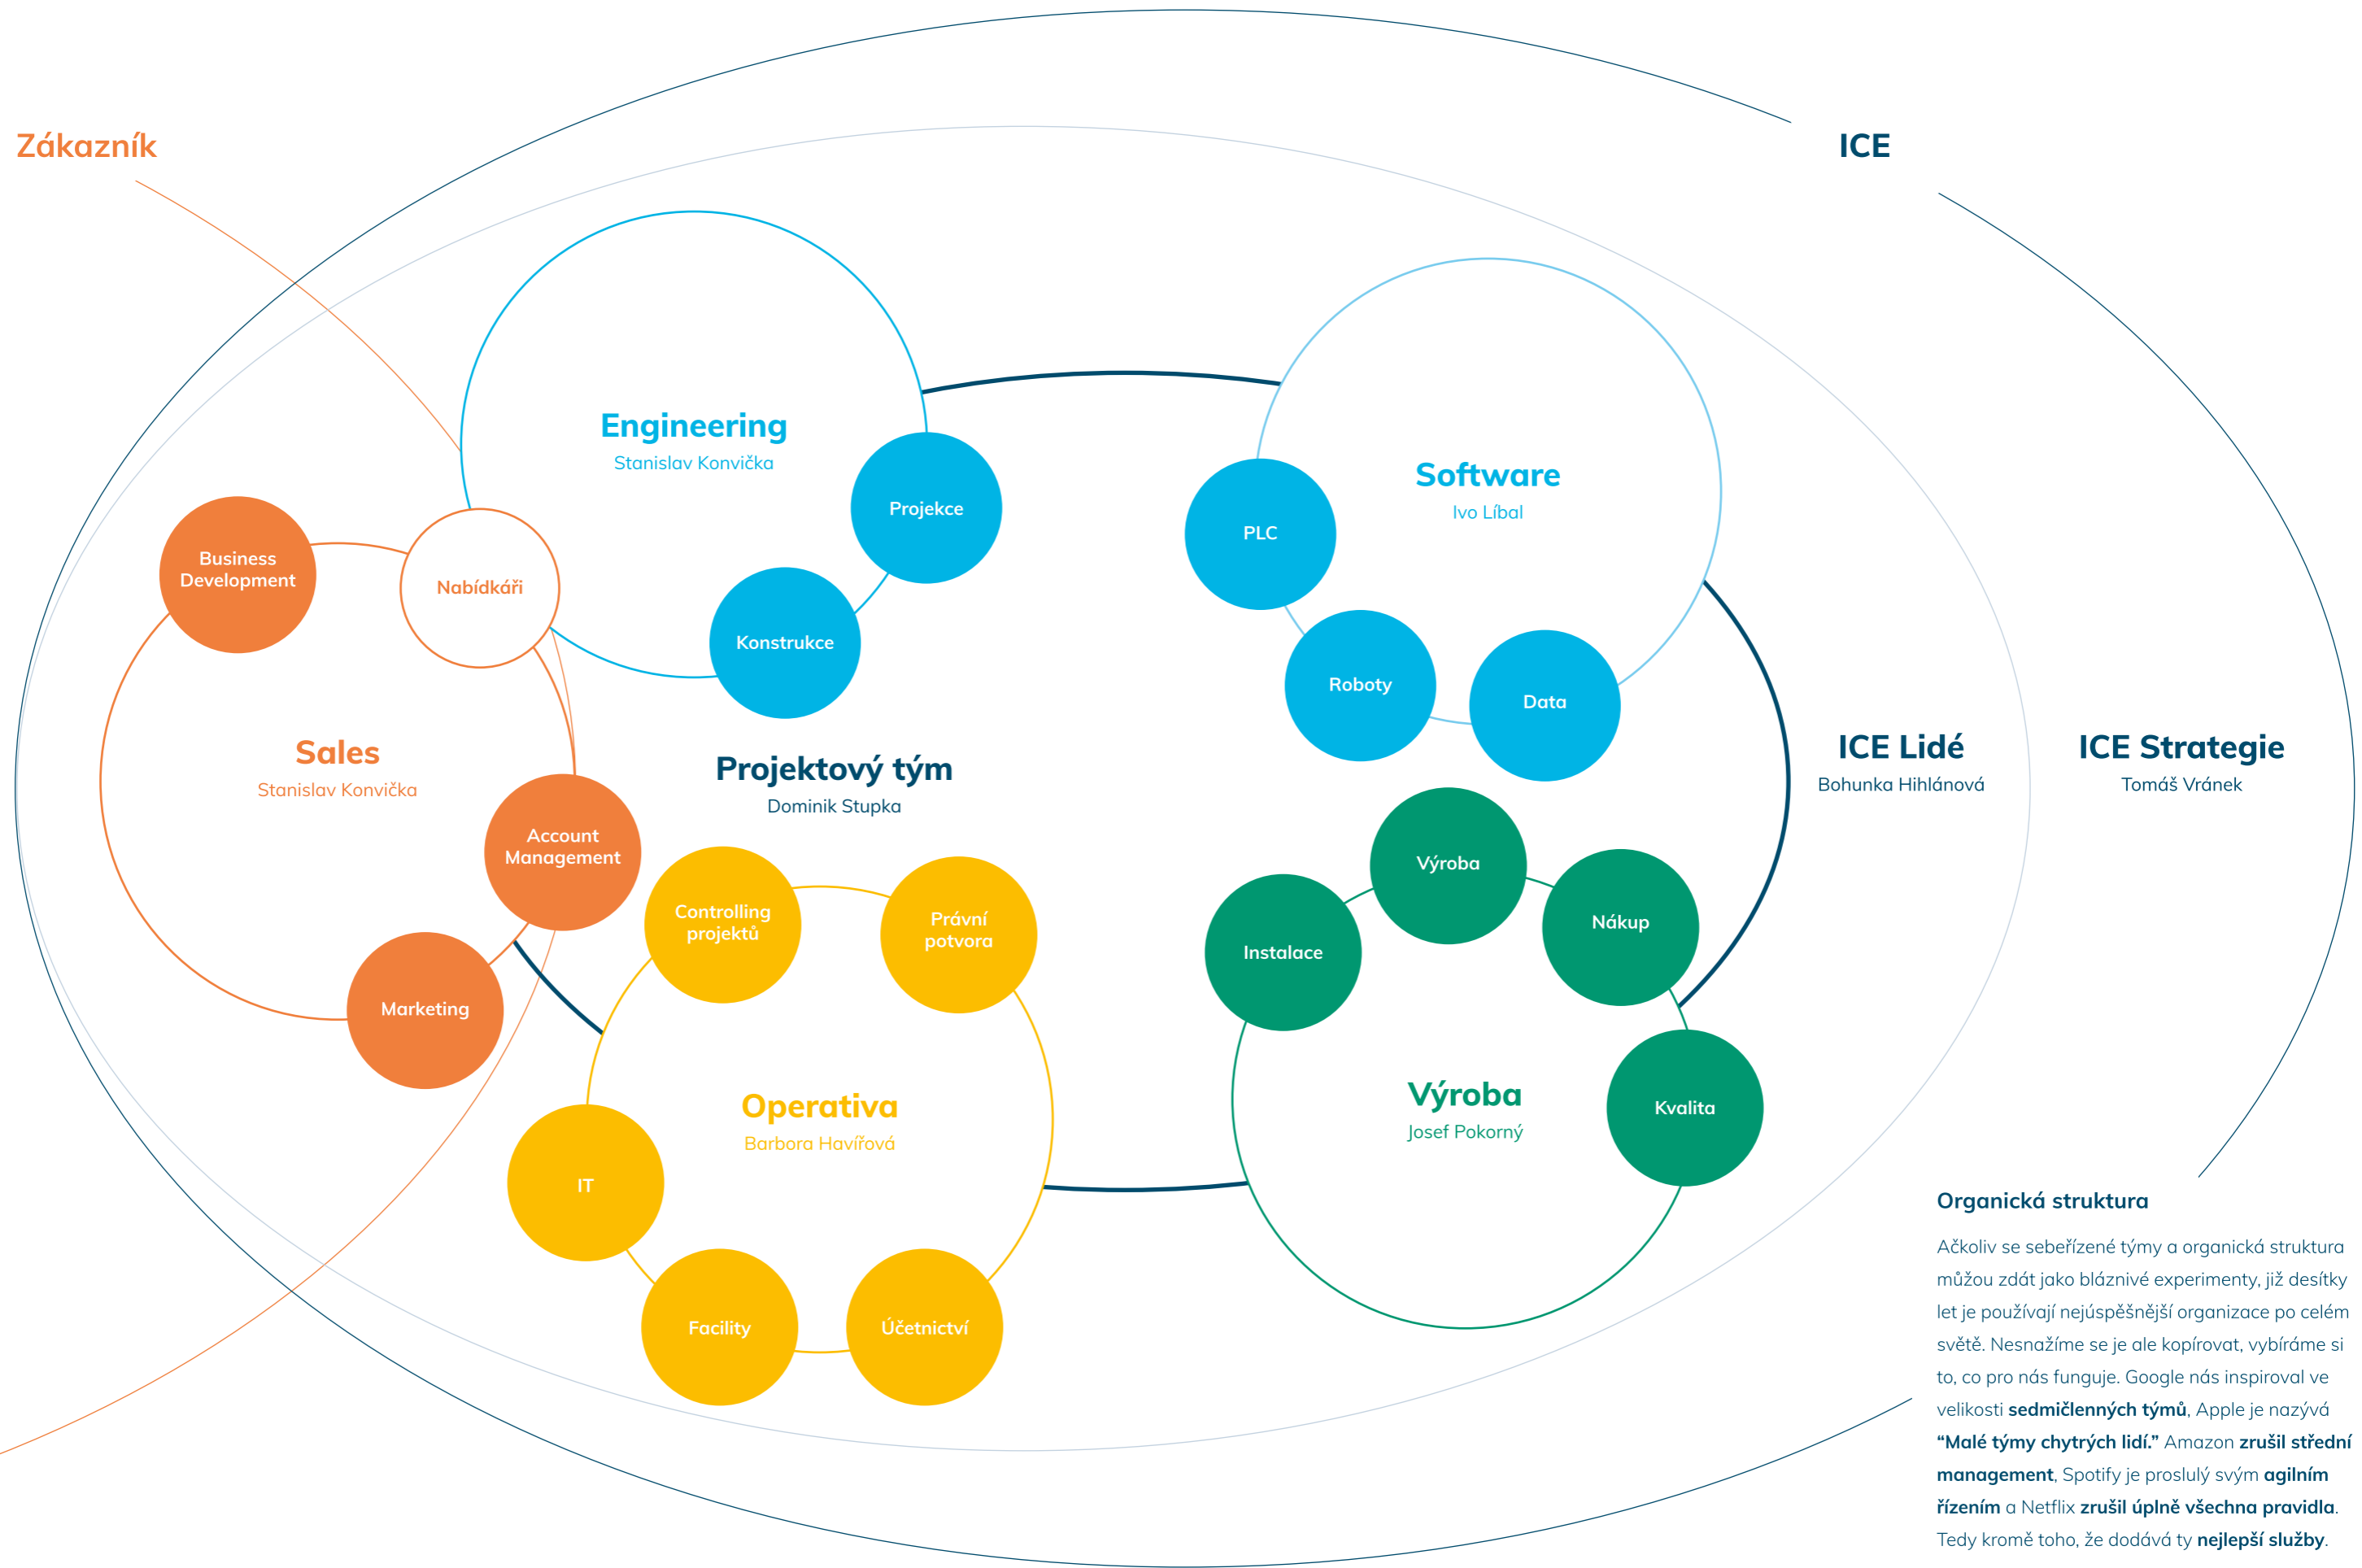 Zákazník
ICE
Engineering
Stanislav Konvička
Projekce
Konstrukce
Software
Ivo Líbal
PLC
Roboty
Data
Business
Development
Nabídkáři
Sales
Stanislav Konvička
Account
Management
Marketing
Projektový tým
Dominik Stupka
ICE Lidé
Bohunka Hihlánová
ICE Strategie
Tomáš Vránek
Controlling
projektů
Právní
potvora
Operativa
Barbora Havířová
IT
Facility
Účetnictví
Výroba
Nákup
Instalace
Výroba
Josef Pokorný
Kvalita
Organická struktura
Ačkoliv se sebeřízené týmy a organická struktura
můžou zdát jako bláznivé experimenty, již desítky
let je používají nejúspěšnější organizace po celém
světě. Nesnažíme se je ale kopírovat, vybíráme si
to, co pro nás funguje. Google nás inspiroval ve
velikosti sedmičlenných týmů, Apple je nazývá
“Malé týmy chytrých lidí.” Amazon zrušil střední
management, Spotify je proslulý svým agilním
řízením a Netflix zrušil úplně všechna pravidla.
Tedy kromě toho, že dodává ty nejlepší služby.